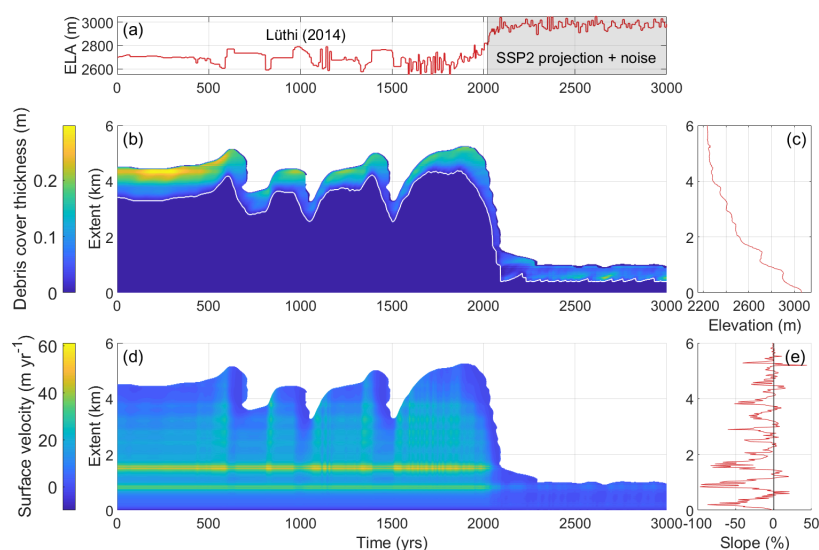 (a)
Lüthi (2014)
SSP2 projection + noise
ELA (m)
3000
2800
2600
0 500 1000 1500 2000 2500 3000
(b)
Debris cover thickness (m)
0.2
0.1
0
Extent (km)
6
4
2
0
0 500 1000 1500 2000 2500 3000
(c)
6
4
2
0
2200 2600 3000
Elevation (m)
(d)
Surface velocity (m yr-1)
60
40
20
0
Extent (km)
6
4
2
0
0 500 1000 1500 2000 2500 3000
Time (yrs)
(e)
6
4
2
0
-100 -50 0 50
Slope (%)